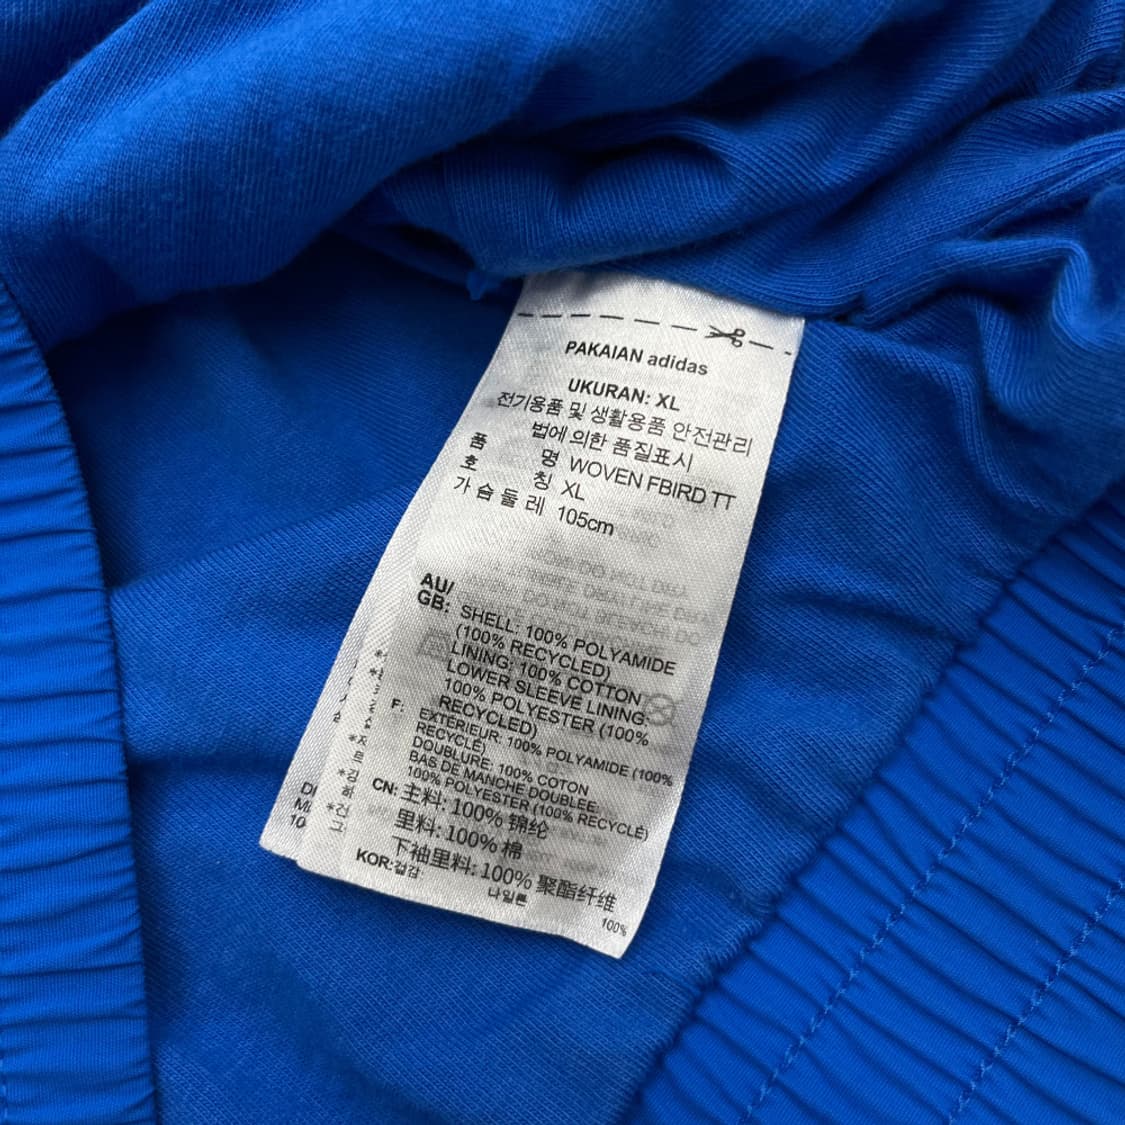 PAKAIAN adidas
UKURAN: XL
전기용품 및 생활용품 안전관리
법에 의한 품질표시
품 명 WOVEN FBIRD TT
호 칭 XL
가 슴 둘 레 105cm
AU/
GB: SHELL: 100% POLYAMIDE
(100% RECYCLED)
LINING: 100% COTTON
LOWER SLEEVE LINING:
100% POLYESTER (100%
RECYCLED)
F: EXTÉRIEUR: 100% POLYAMIDE (100%
RECYCLÉ)
DOUBLURE: 100% COTON
BAS DE MANCHE DOUBLÉE:
100% POLYESTER (100% RECYCLÉ)
CN: 主料: 100% 锦纶
里料: 100% 棉
下袖里料: 100% 聚酯纤维
KOR: 겉감:
나일론
100%